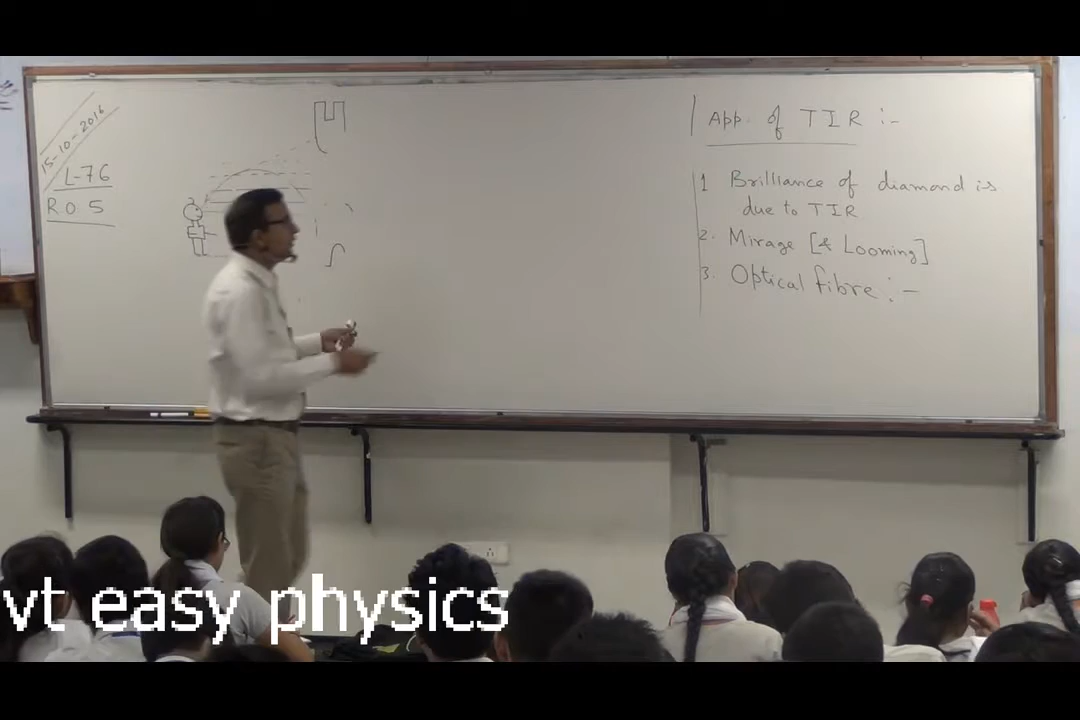 15-10-2016
L-76
R05
App. of TIR :-
1 Brilliance of diamond is
due to TIR
2. Mirage [& Looming]
3. Optical fibre : -
vt easy physics